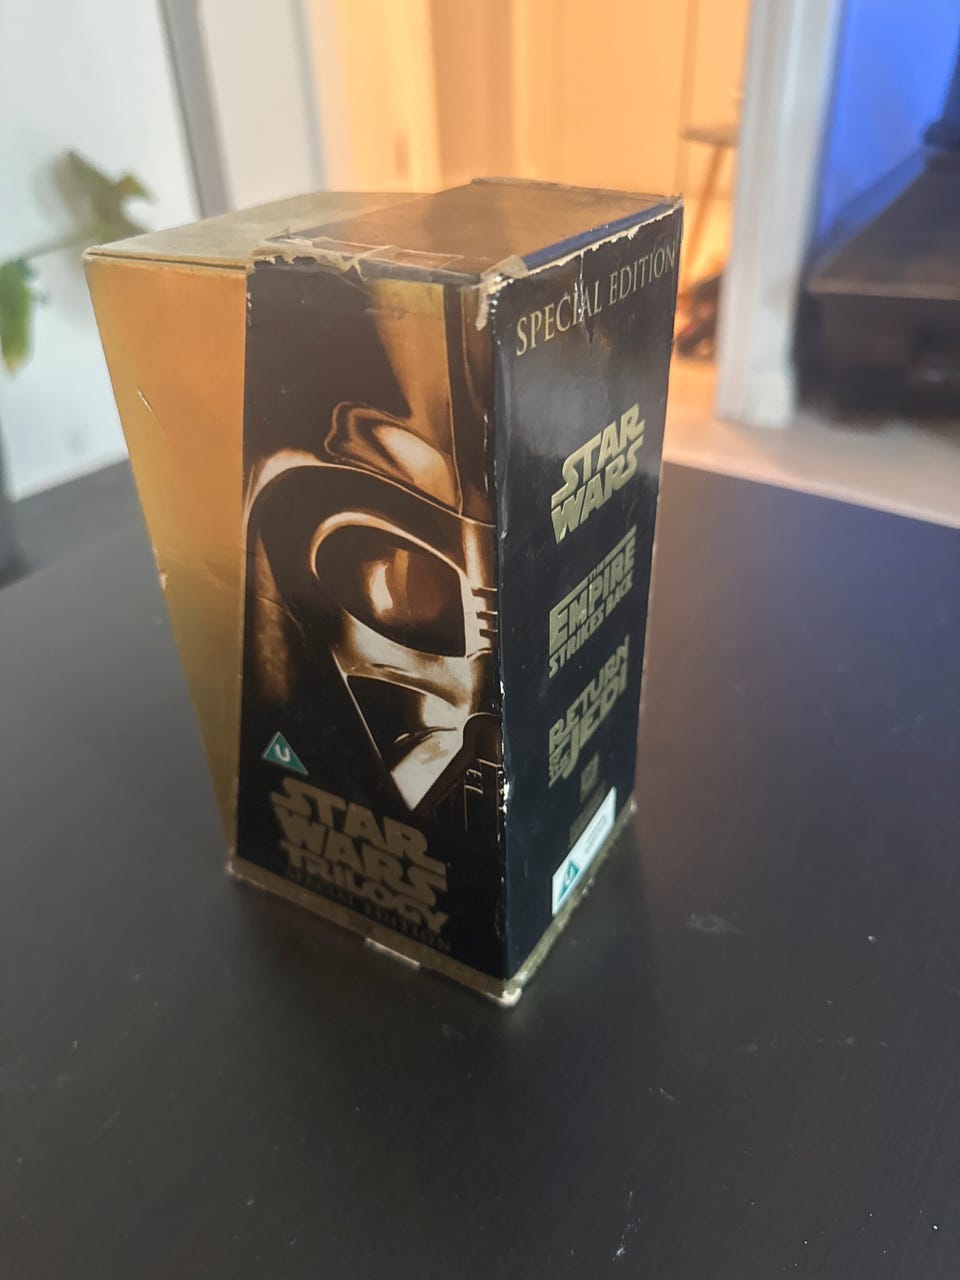 U
STAR
WARS
TRILOGY
SPECIAL EDITION
SPECIAL EDITION
STAR
WARS
THE
EMPIRE
STRIKES BACK
RETURN
OF THE
JEDI
U